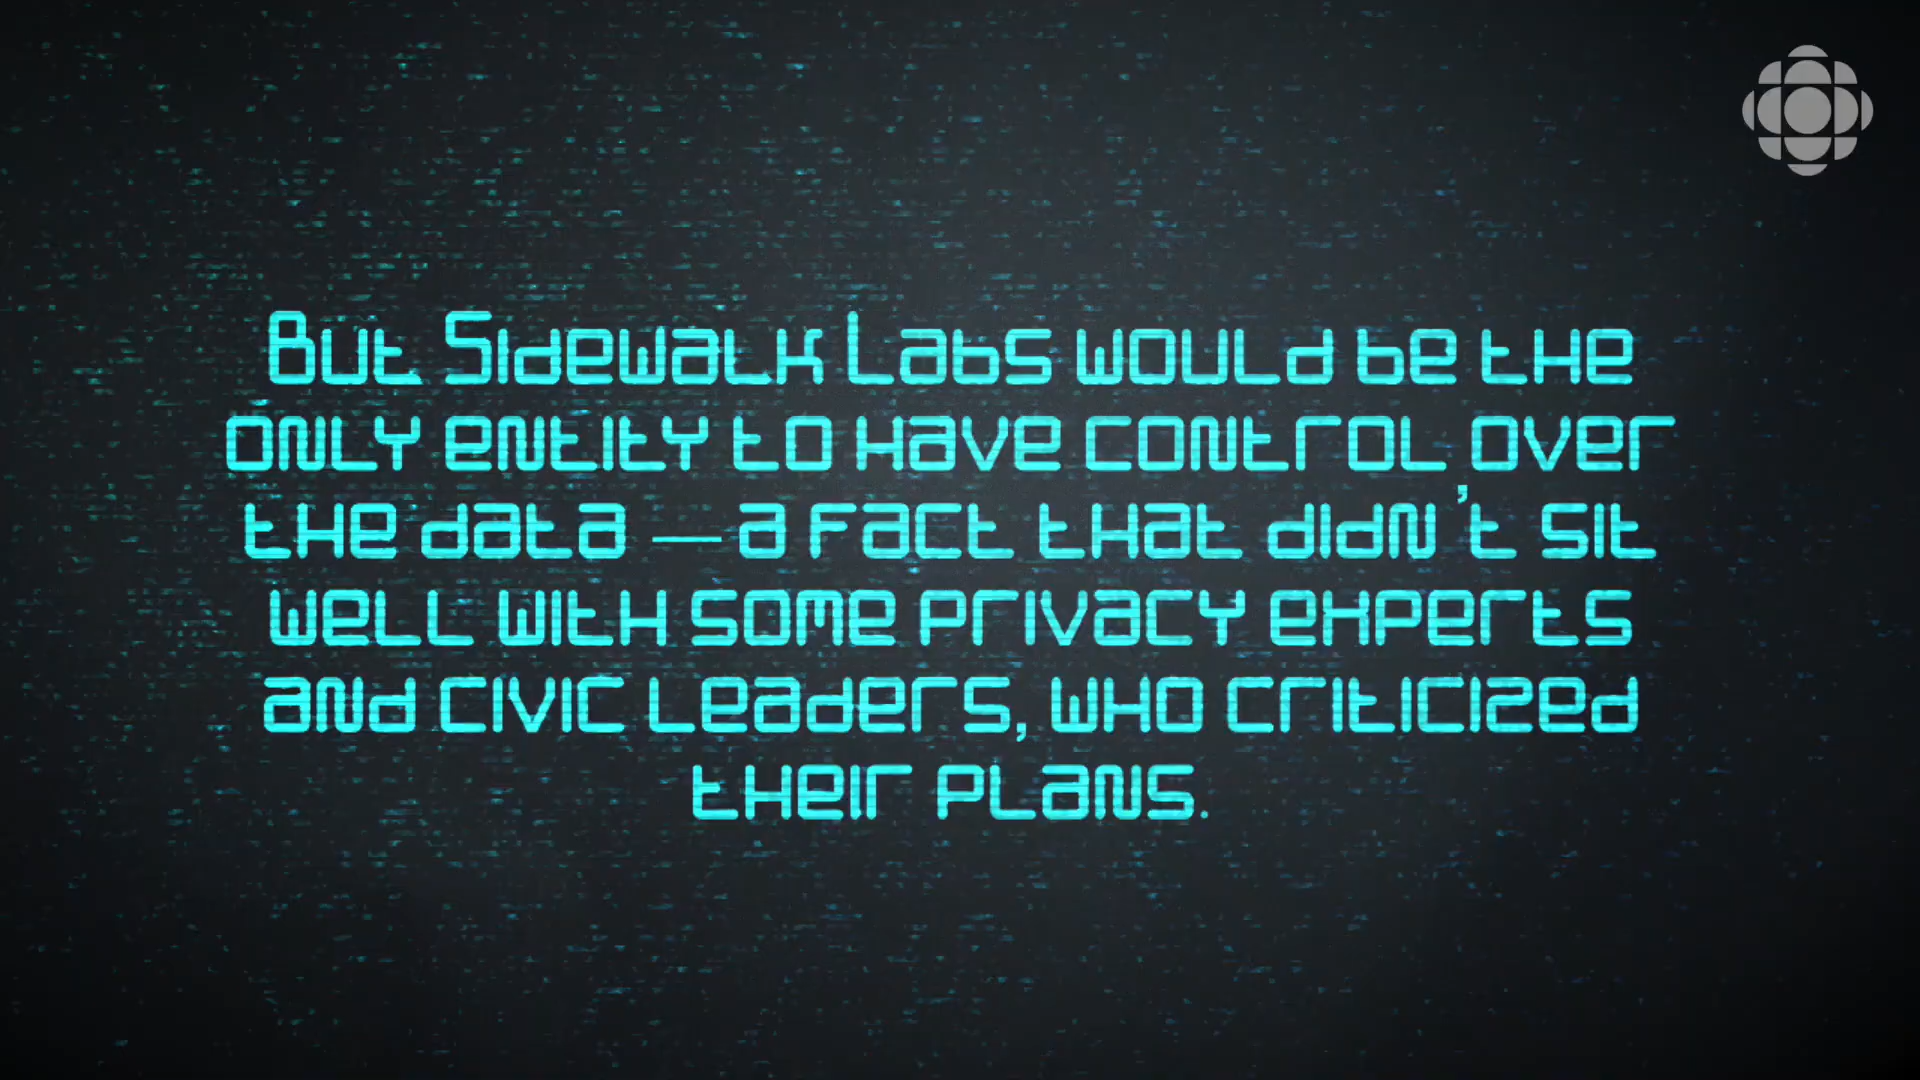 But Sidewalk Labs would be the
only entity to have control over
the data — a fact that didn't sit
well with some privacy experts
and civic leaders, who criticized
their plans.